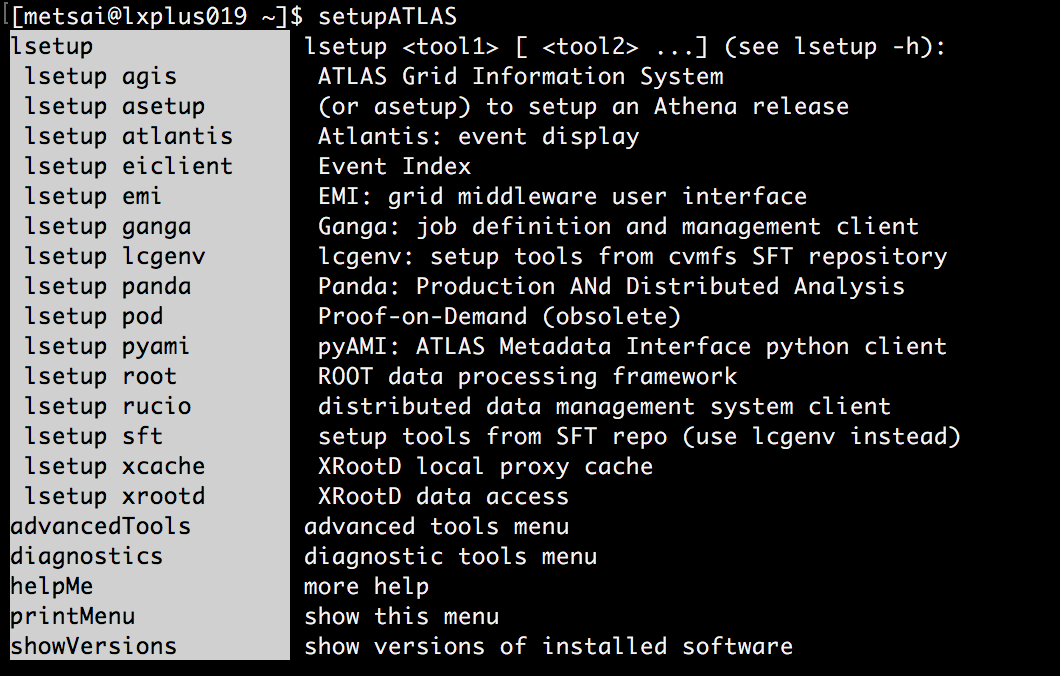 [metsai@lxplus019 ~]$ setupATLAS
lsetup lsetup <tool1> [ <tool2> ...] (see lsetup -h):
lsetup agis ATLAS Grid Information System
lsetup asetup (or asetup) to setup an Athena release
lsetup atlantis Atlantis: event display
lsetup eiclient Event Index
lsetup emi EMI: grid middleware user interface
lsetup ganga Ganga: job definition and management client
lsetup lcgenv lcgenv: setup tools from cvmfs SFT repository
lsetup panda Panda: Production ANd Distributed Analysis
lsetup pod Proof-on-Demand (obsolete)
lsetup pyami pyAMI: ATLAS Metadata Interface python client
lsetup root ROOT data processing framework
lsetup rucio distributed data management system client
lsetup sft setup tools from SFT repo (use lcgenv instead)
lsetup xcache XRootD local proxy cache
lsetup xrootd XRootD data access
advancedTools advanced tools menu
diagnostics diagnostic tools menu
helpMe more help
printMenu show this menu
showVersions show versions of installed software